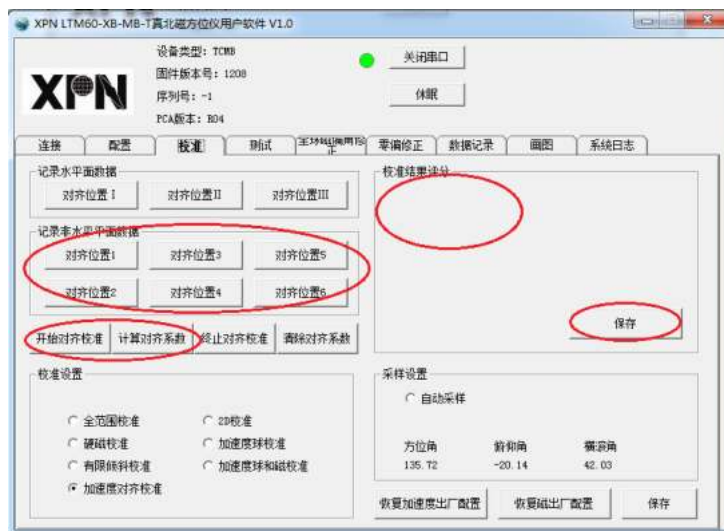 XPN LTM60-XB-MB-T真北磁方位仪用户软件 V1.0
XPN
设备类型: TCMB
固件版本号: 1208
序列号: -1
PCA版本: R04
关闭串口
休眠
连接 配置 校准 测试 全球磁偏角修正 零偏修正 数据记录 画图 系统日志
记录水平面数据
对齐位置I 对齐位置II 对齐位置III
记录非水平平面数据
对齐位置1 对齐位置3 对齐位置5
对齐位置2 对齐位置4 对齐位置6
开始对齐校准 计算对齐系数 终止对齐校准 清除对齐系数
校准结果评分
保存
校准设置
全范围校准 2D校准
硬磁校准 加速度球校准
有限倾斜校准 加速度球和磁校准
加速度对齐校准
采样设置
自动采样
方位角 俯仰角 横滚角
135.72 -20.14 42.03
恢复加速度出厂配置 恢复磁出厂配置 保存